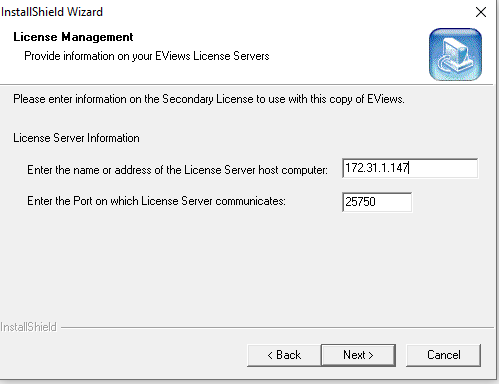 InstallShield Wizard
License Management
Provide information on your EViews License Servers
Please enter information on the Secondary License to use with this copy of EViews.
License Server Information
Enter the name or address of the License Server host computer: 172.31.1.147
Enter the Port on which License Server communicates: 25750
InstallShield
< Back Next > Cancel